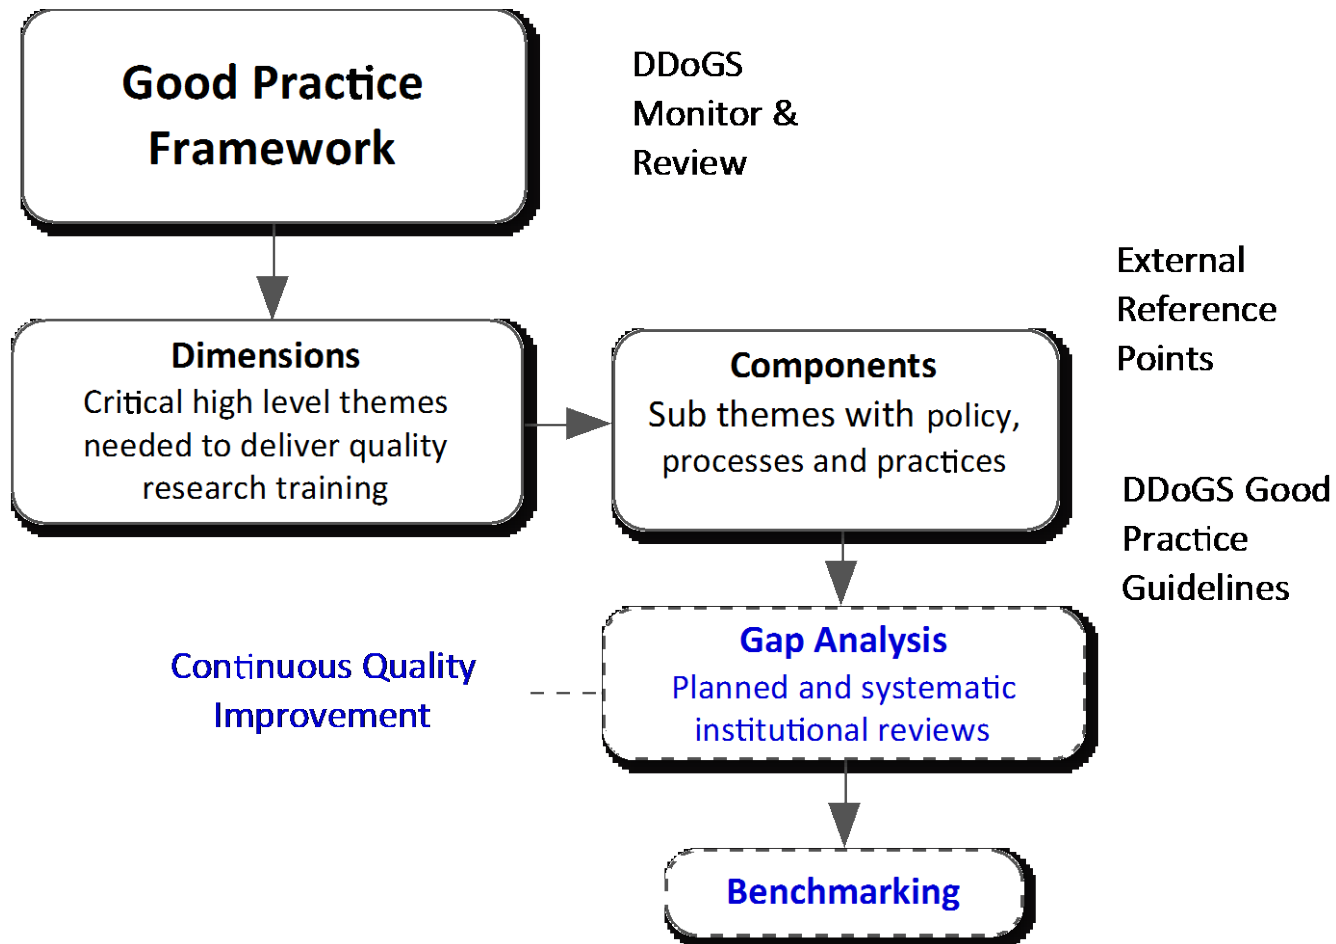 Good Practice
Framework
DDoGS
Monitor &
Review
External
Reference
Points
Dimensions
Critical high level themes
needed to deliver quality
research training
Components
Sub themes with policy,
processes and practices
DDoGS Good
Practice
Guidelines
Gap Analysis
Planned and systematic
institutional reviews
Continuous Quality
Improvement
Benchmarking